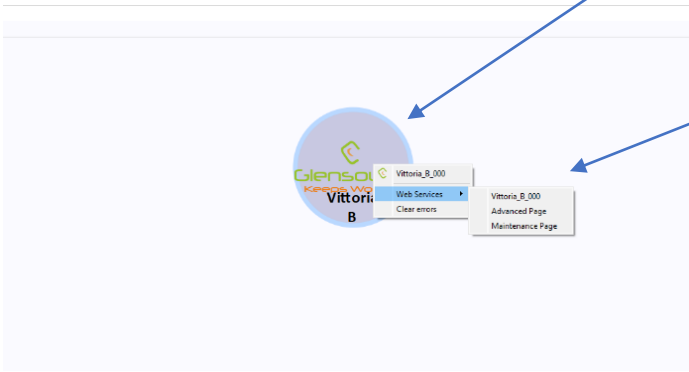 Glensou
Keeps Wo
Vittoria
B
Vittoria_B_000
Web Services
Clear errors
Vittoria_B_000
Advanced Page
Maintenance Page